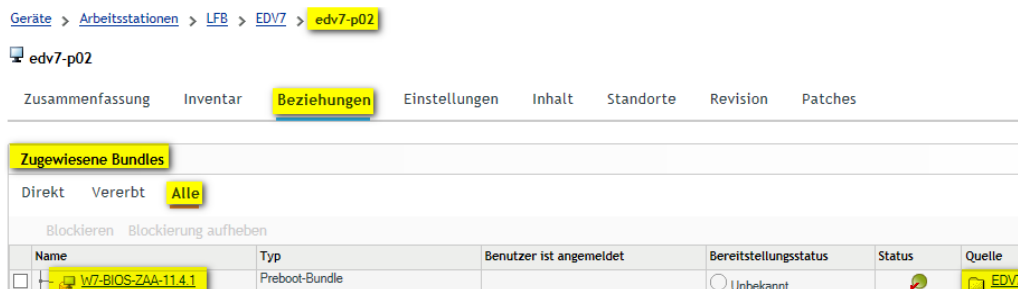 Geräte > Arbeitsstationen > LFB > EDV7 > edv7-p02
edv7-p02
Zusammenfassung Inventar Beziehungen Einstellungen Inhalt Standorte Revision Patches
Zugewiesene Bundles
Direkt Vererbt Alle
Blockieren Blockierung aufheben
Name Typ Benutzer ist angemeldet Bereitstellungsstatus Status Quelle
W7-BIOS-ZAA-11.4.1 Preboot-Bundle Unbekannt